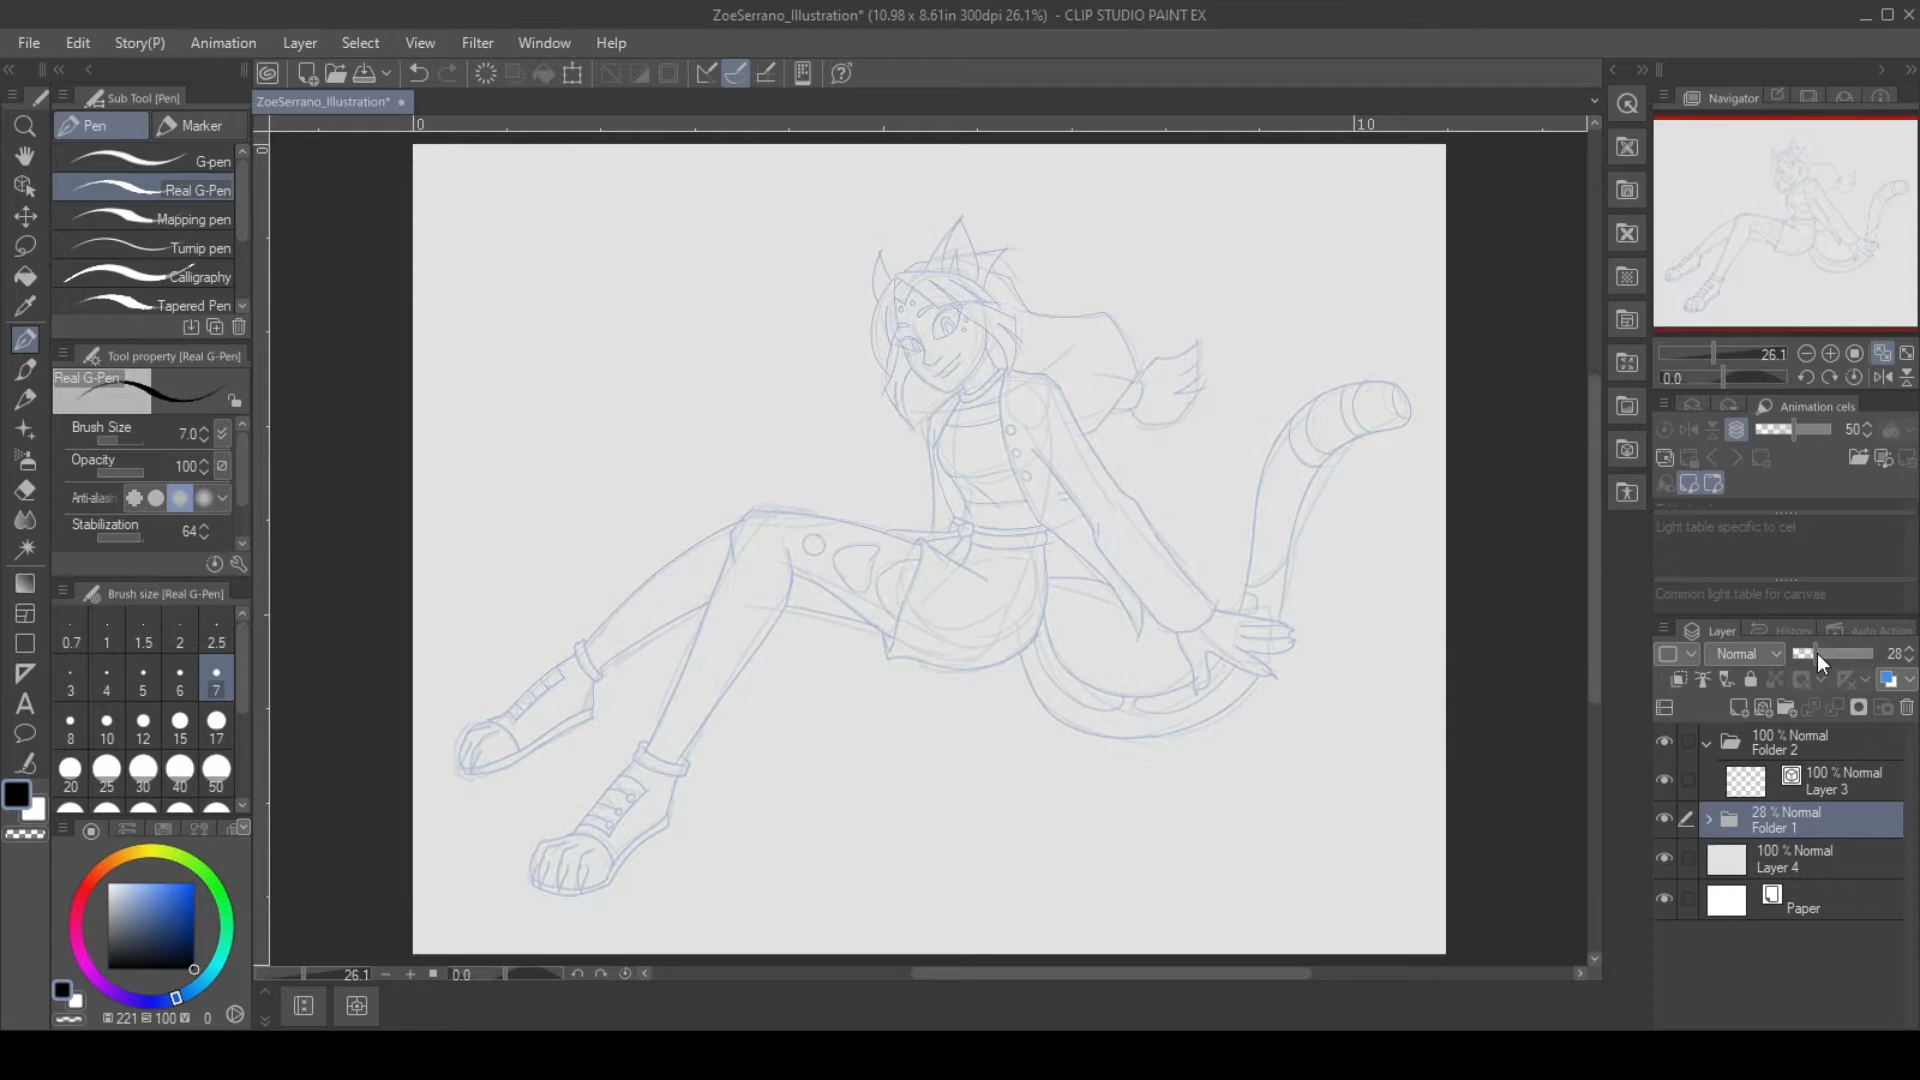 ZoeSerrano_Illustration* (10.98 x 8.61in 300dpi 26.1%) - CLIP STUDIO PAINT EX
File Edit Story(P) Animation Layer Select View Filter Window Help
Sub Tool [Pen]
ZoeSerrano_Illustration*
Navigator
Pen Marker
0 10
0
G-pen
Real G-Pen
Mapping pen
Turnip pen
Calligraphy
Tapered Pen
Tool property [Real G-Pen]
Real G-Pen
Brush Size 7.0
Opacity 100
Anti-aliasin
Stabilization 64
Brush size [Real G-Pen]
0.7 1 1.5 2 2.5
3 4 5 6 7
8 10 12 15 17
20 25 30 40 50
H 221 S 100 V 0
26.1 0.0
26.1
0.0
Animation cels
50
Light table specific to cel
Common light table for canvas
Layer History Auto Action
Normal 28
100 % Normal
Folder 2
100 % Normal
Layer 3
28 % Normal
Folder 1
100 % Normal
Layer 4
Paper